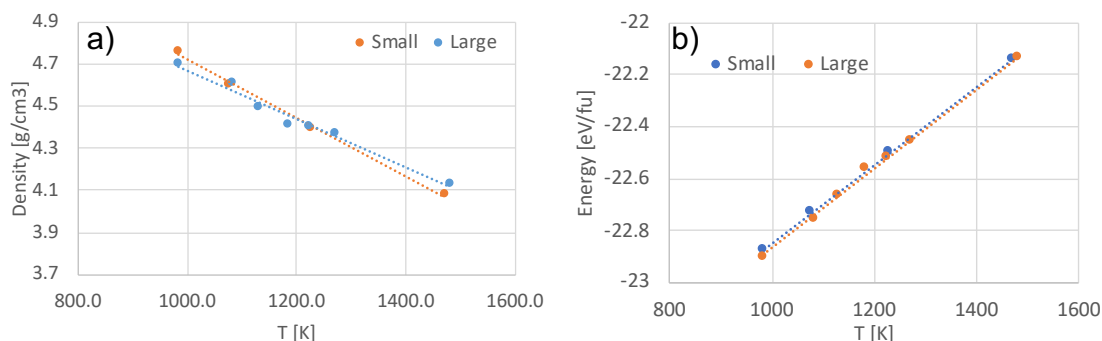 a)
Small Large
Density [g/cm3]
4.9
4.7
4.5
4.3
4.1
3.9
3.7
800.0 1000.0 1200.0 1400.0 1600.0
T [K]
b)
Small Large
Energy [eV/fu]
-22
-22.2
-22.4
-22.6
-22.8
-23
800 1000 1200 1400 1600
T [K]